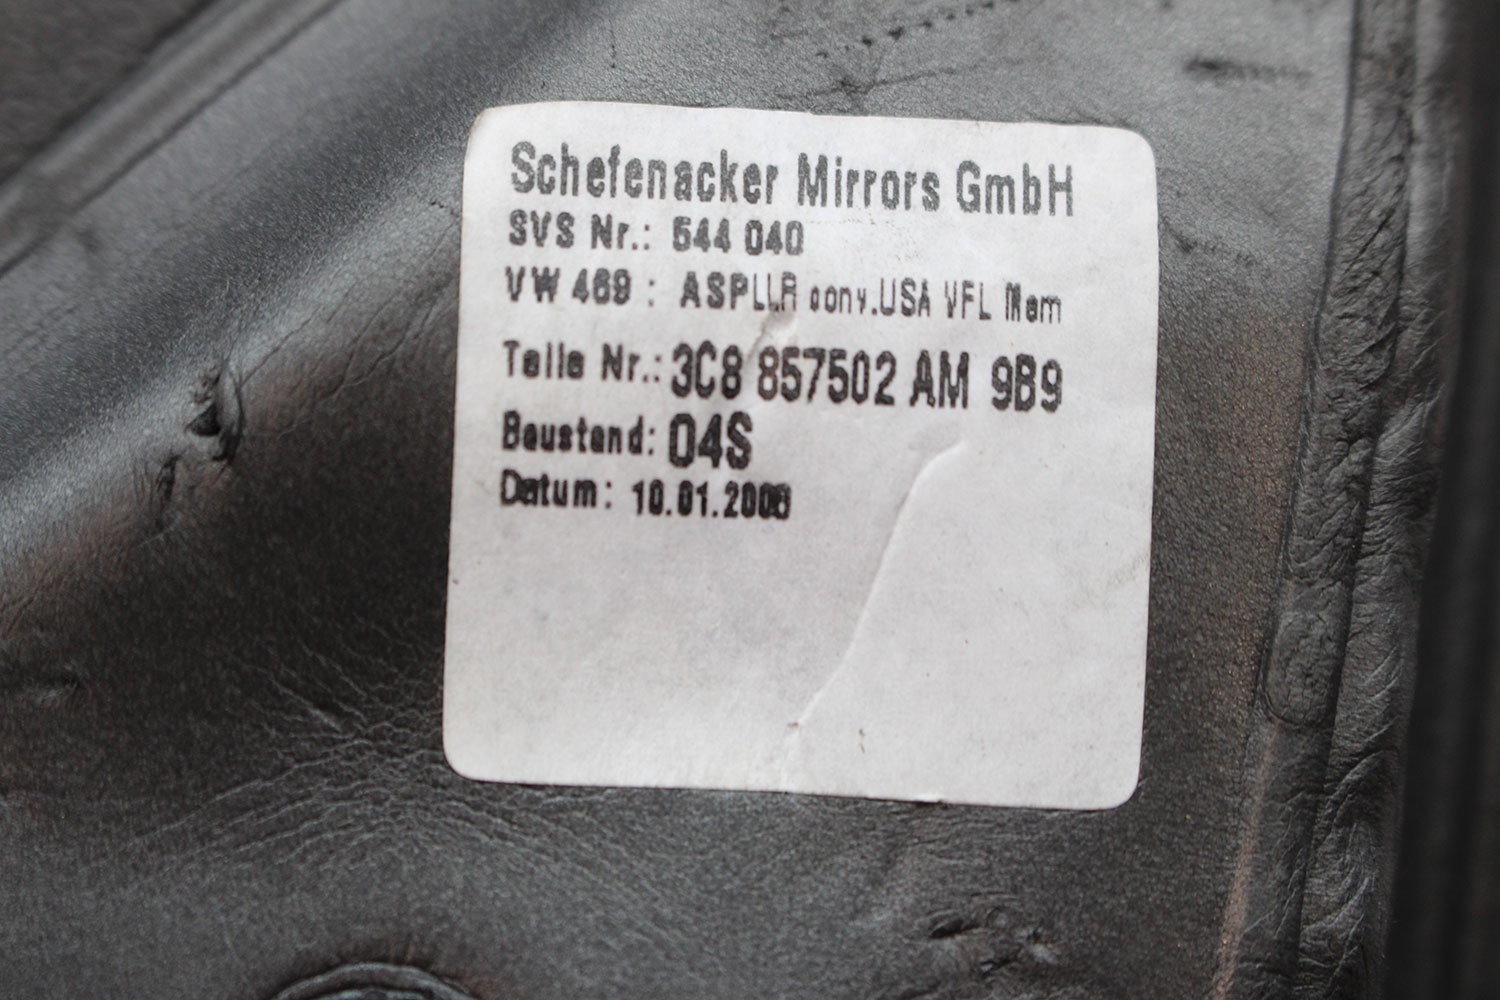 Schefenacker Mirrors GmbH
SVS Nr.: 544 040
VW 469 : ASPLLR conv.USA VFL Mem
Teile Nr.: 3C8 857502 AM 9B9
Baustand: 04S
Datum: 10.01.2008